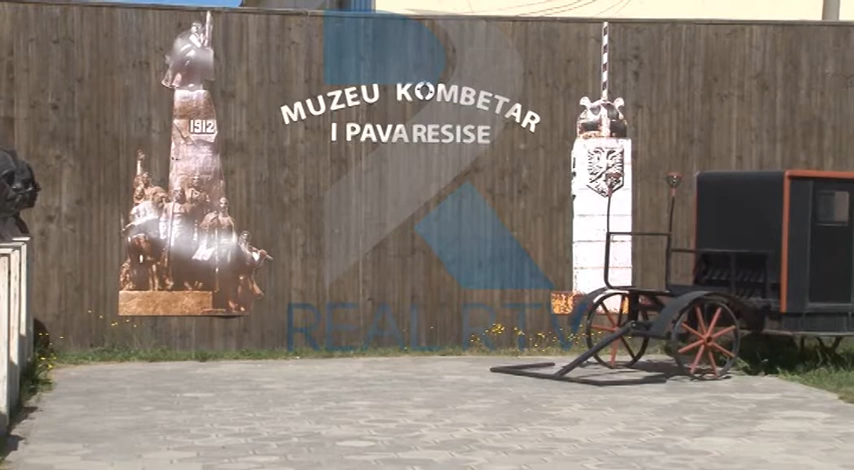 MUZEU KOMBETAR
I PAVARESISE
1912
REAL RTV